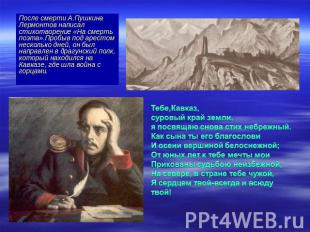 После смерти А.Пушкина
Лермонтов написал
стихотворение «На смерть
поэта».Пробыв под арестом
несколько дней, он был
направлен в драгунский полк,
который находился на
Кавказе, где шла война с
горцами.
Тебе,Кавказ,
суровый край земли,
я посвящаю снова стих небрежный.
Как сына ты его благослови
И осени вершиной белоснежной;
От юных лет к тебе мечты мои
Прикованы судьбою неизбежной,
На севере, в стране тебе чужой,
Я сердцем твой-всегда и всюду
твой!
PPt4WEB.ru